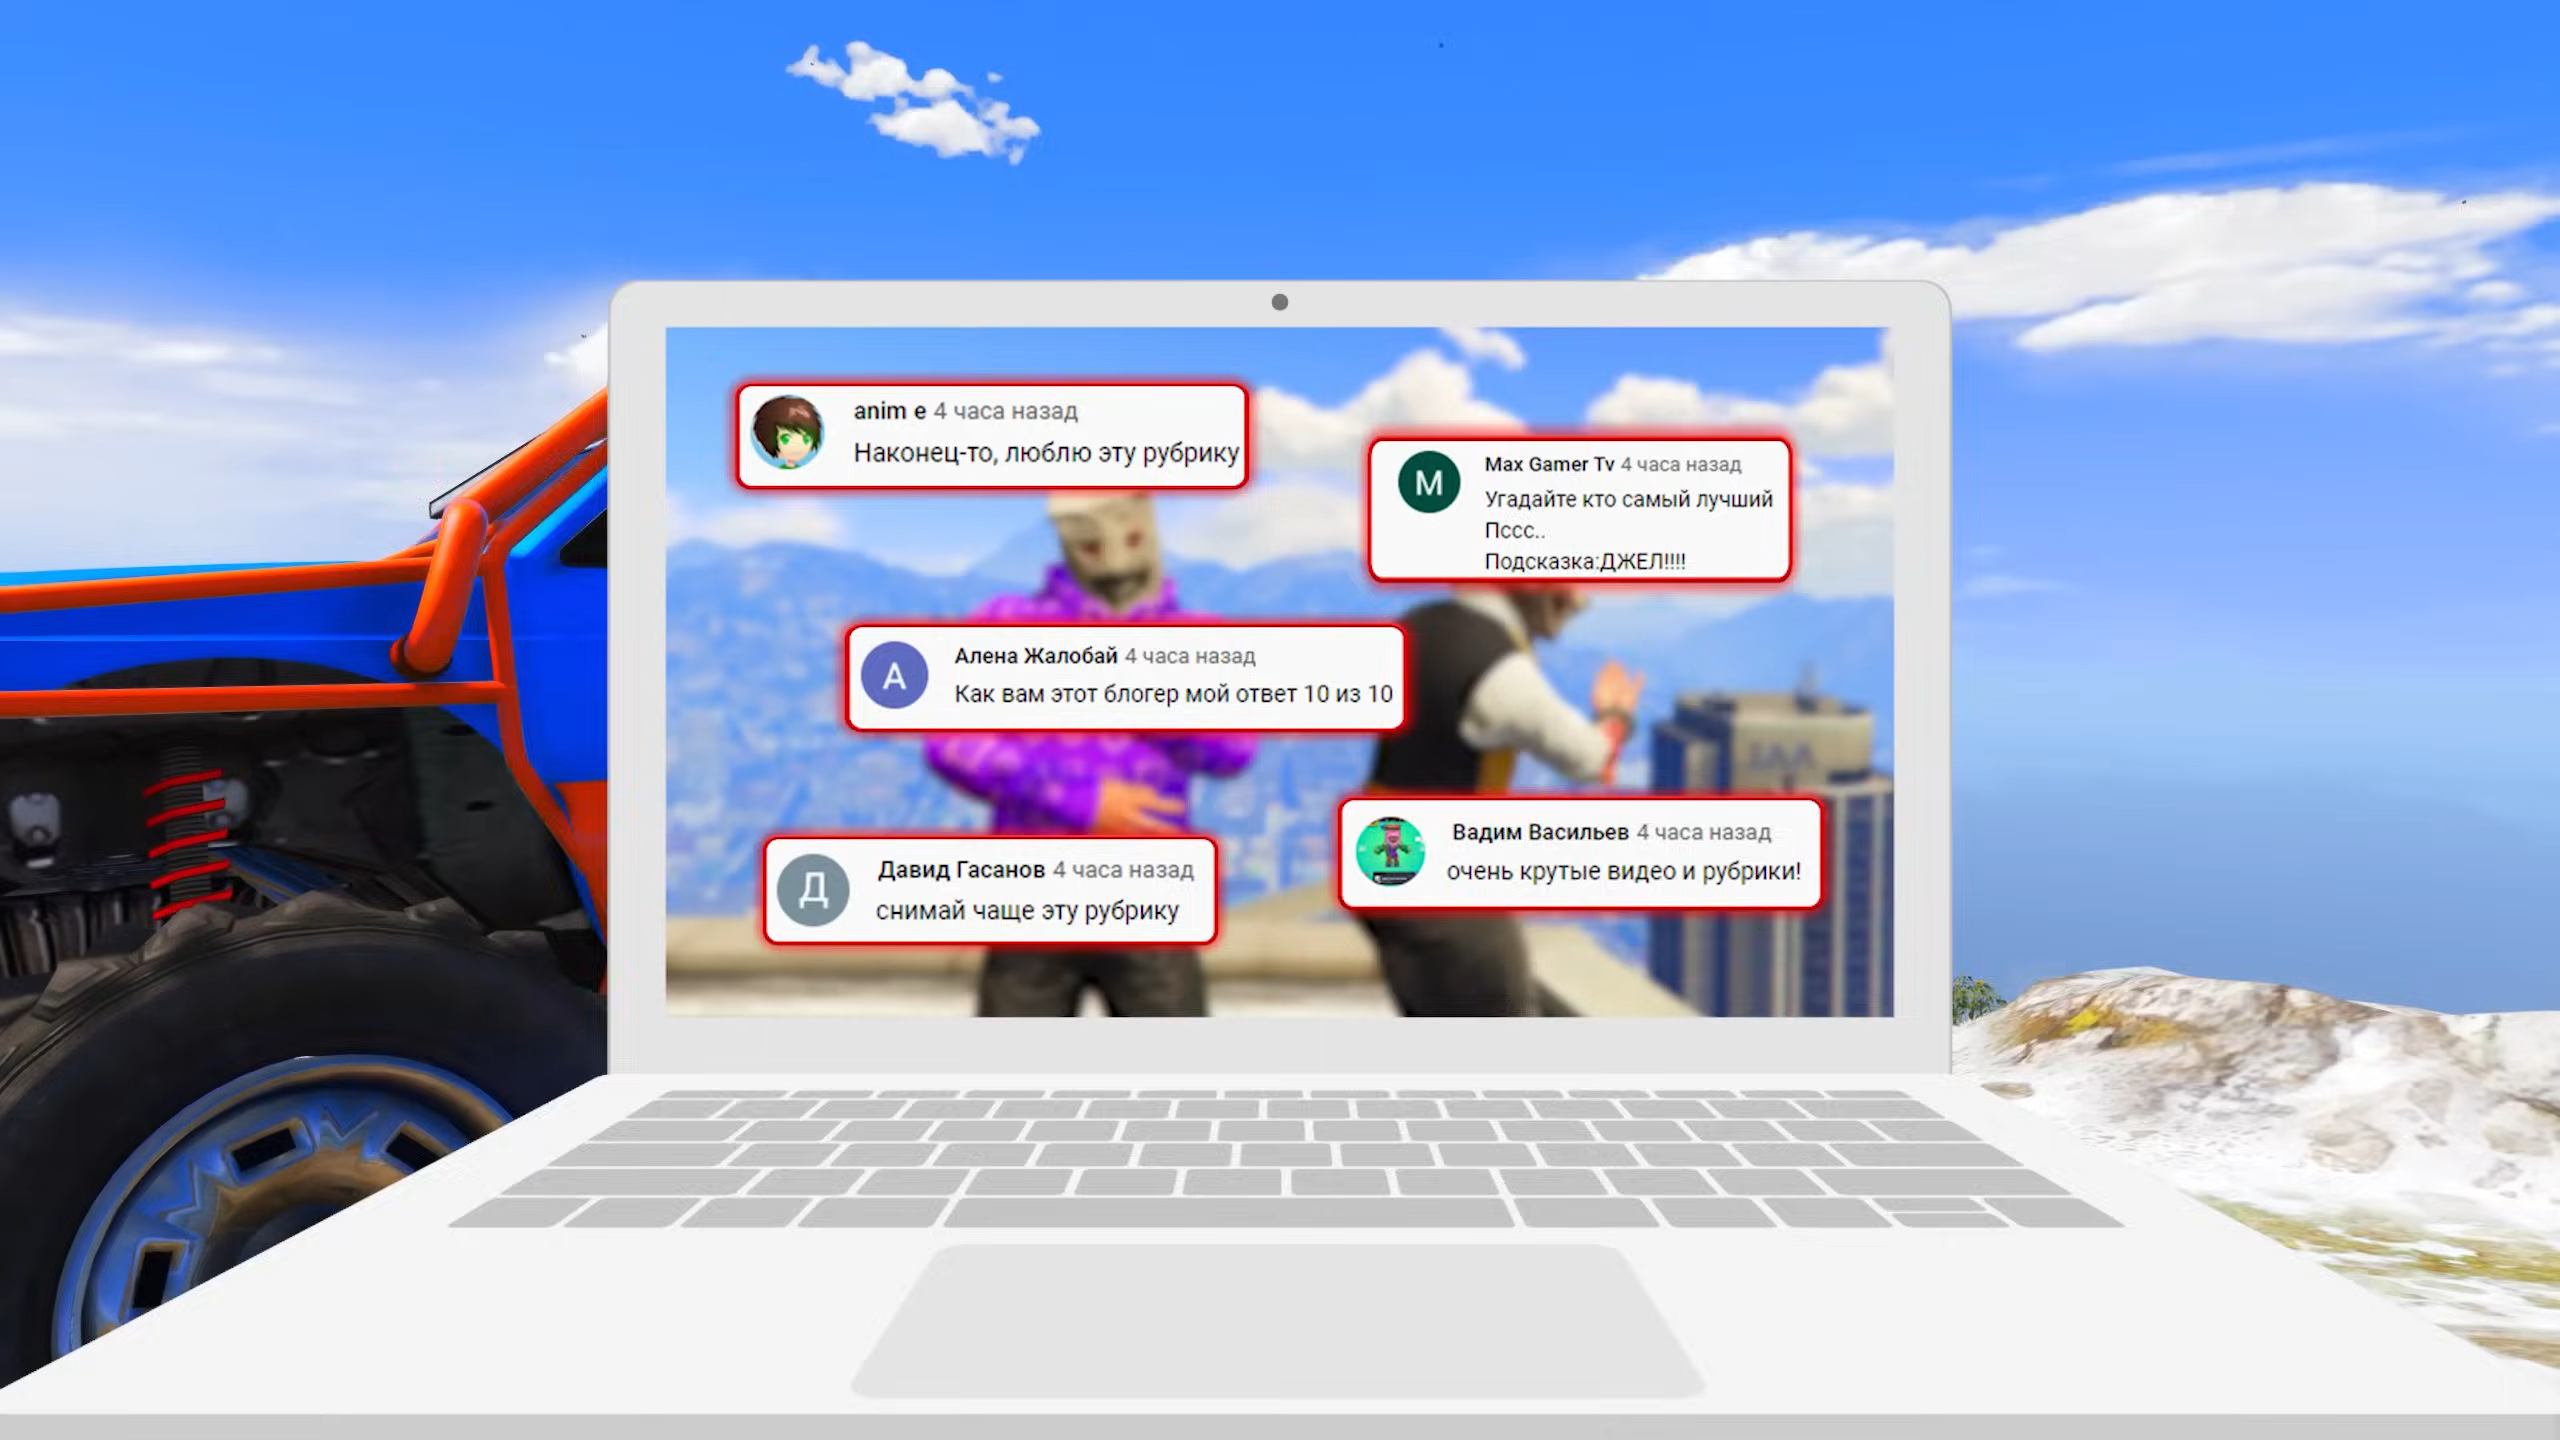 anim e 4 часа назад
Наконец-то, люблю эту рубрику
M
Max Gamer Tv 4 часа назад
Угадайте кто самый лучший
Пссс..
Подсказка:ДЖЕЛ!!!!
А
Алена Жалобай 4 часа назад
Как вам этот блогер мой ответ 10 из 10
Вадим Васильев 4 часа назад
очень крутые видео и рубрики!
Д
Давид Гасанов 4 часа назад
снимай чаще эту рубрику